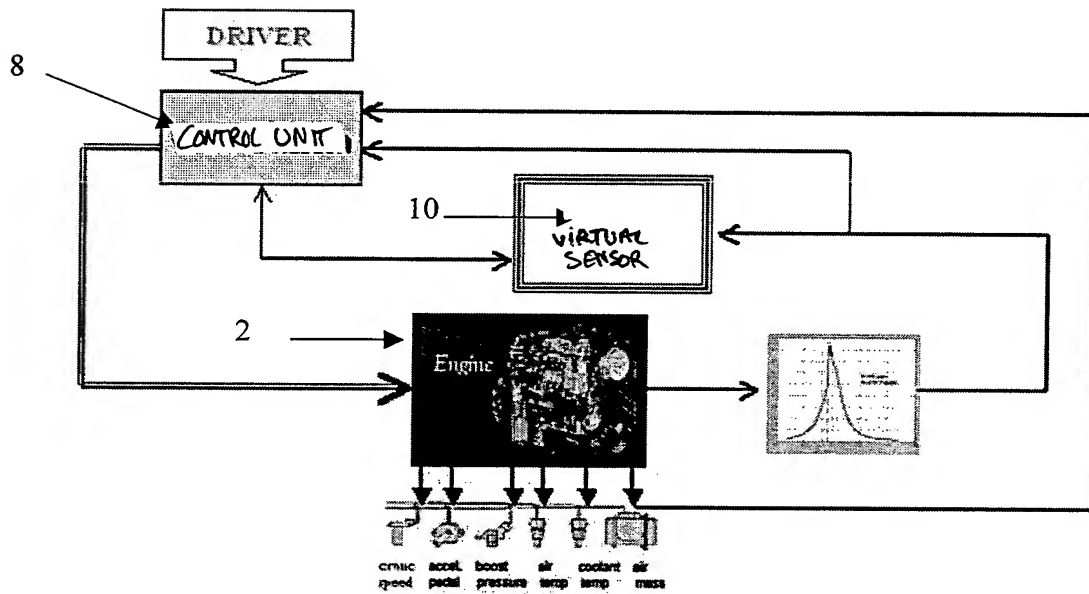 DRIVER
8
CONTROL UNIT
10
VIRTUAL
SENSOR
2
Engine
speed
accel.
pedal
boost
pressure
air
temp
coolant
temp
air
mass